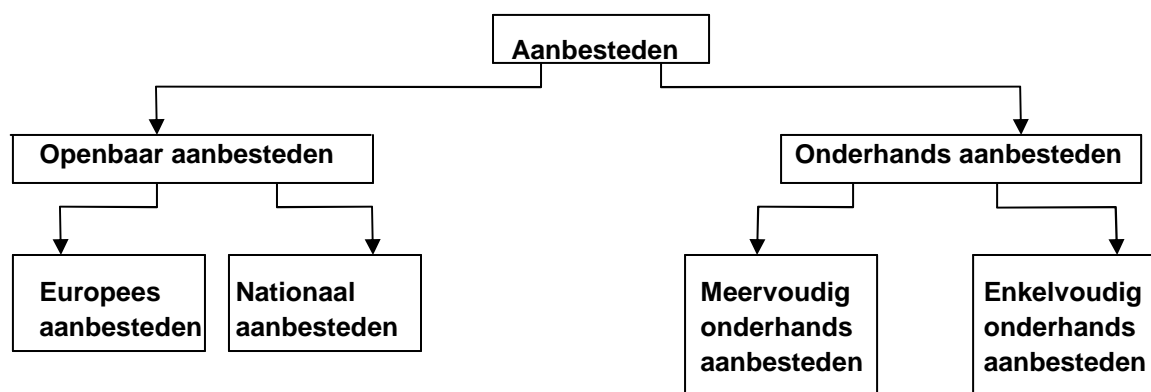 Aanbesteden
Openbaar aanbesteden
Onderhands aanbesteden
Europees
aanbesteden
Nationaal
aanbesteden
Meervoudig
onderhands
aanbesteden
Enkelvoudig
onderhands
aanbesteden